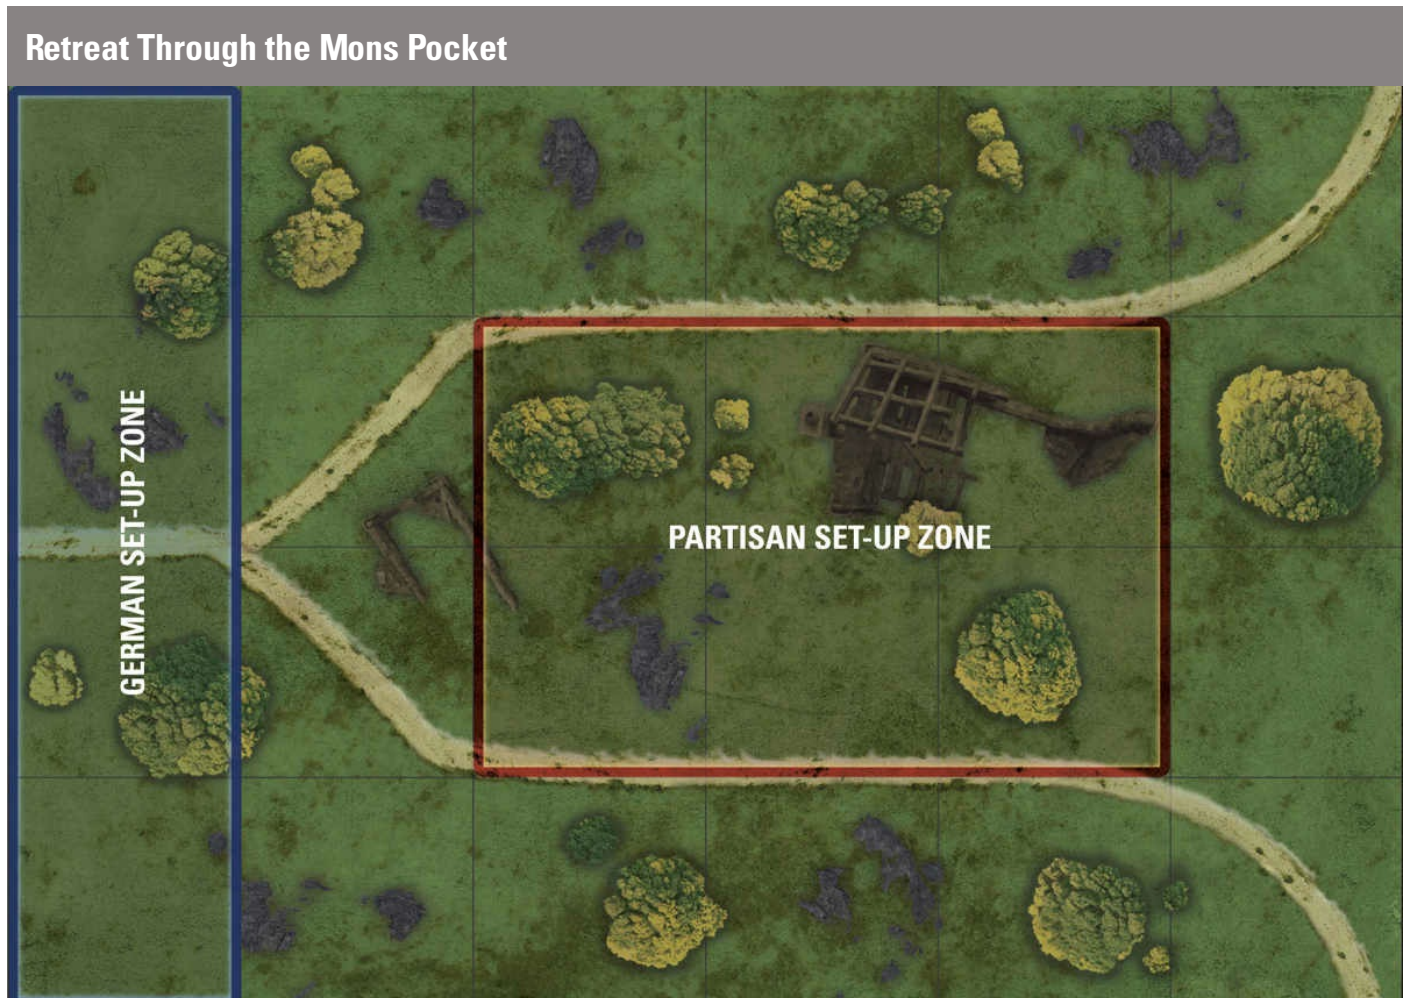 Retreat Through the Mons Pocket
GERMAN SET-UP ZONE
PARTISAN SET-UP ZONE